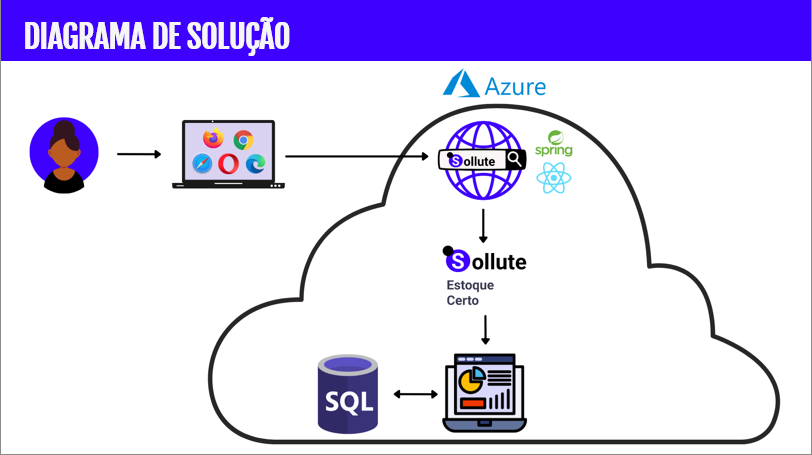 DIAGRAMA DE SOLUÇÃO
Azure
Sollute
spring
Sollute
Estoque
Certo
SQL